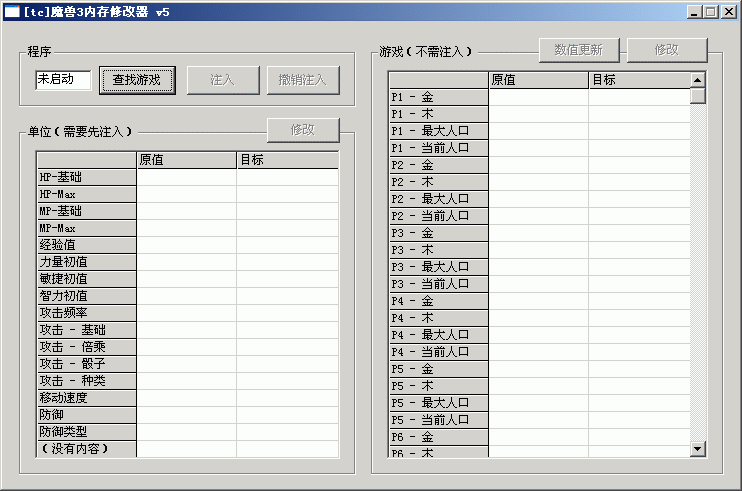 [tc]魔兽3内存修改器 v5
程序
未启动
查找游戏
注入
撤销注入
单位(需要先注入)
修改
原值 目标
HP-基础
HP-Max
MP-基础
MP-Max
经验值
力量初值
敏捷初值
智力初值
攻击频率
攻击 - 基础
攻击 - 倍乘
攻击 - 骰子
攻击 - 种类
移动速度
防御
防御类型
(没有内容)
游戏(不需注入)
数值更新
修改
原值 目标
P1 - 金
P1 - 木
P1 - 最大人口
P1 - 当前人口
P2 - 金
P2 - 木
P2 - 最大人口
P2 - 当前人口
P3 - 金
P3 - 木
P3 - 最大人口
P3 - 当前人口
P4 - 金
P4 - 木
P4 - 最大人口
P4 - 当前人口
P5 - 金
P5 - 木
P5 - 最大人口
P5 - 当前人口
P6 - 金
P6 - 木